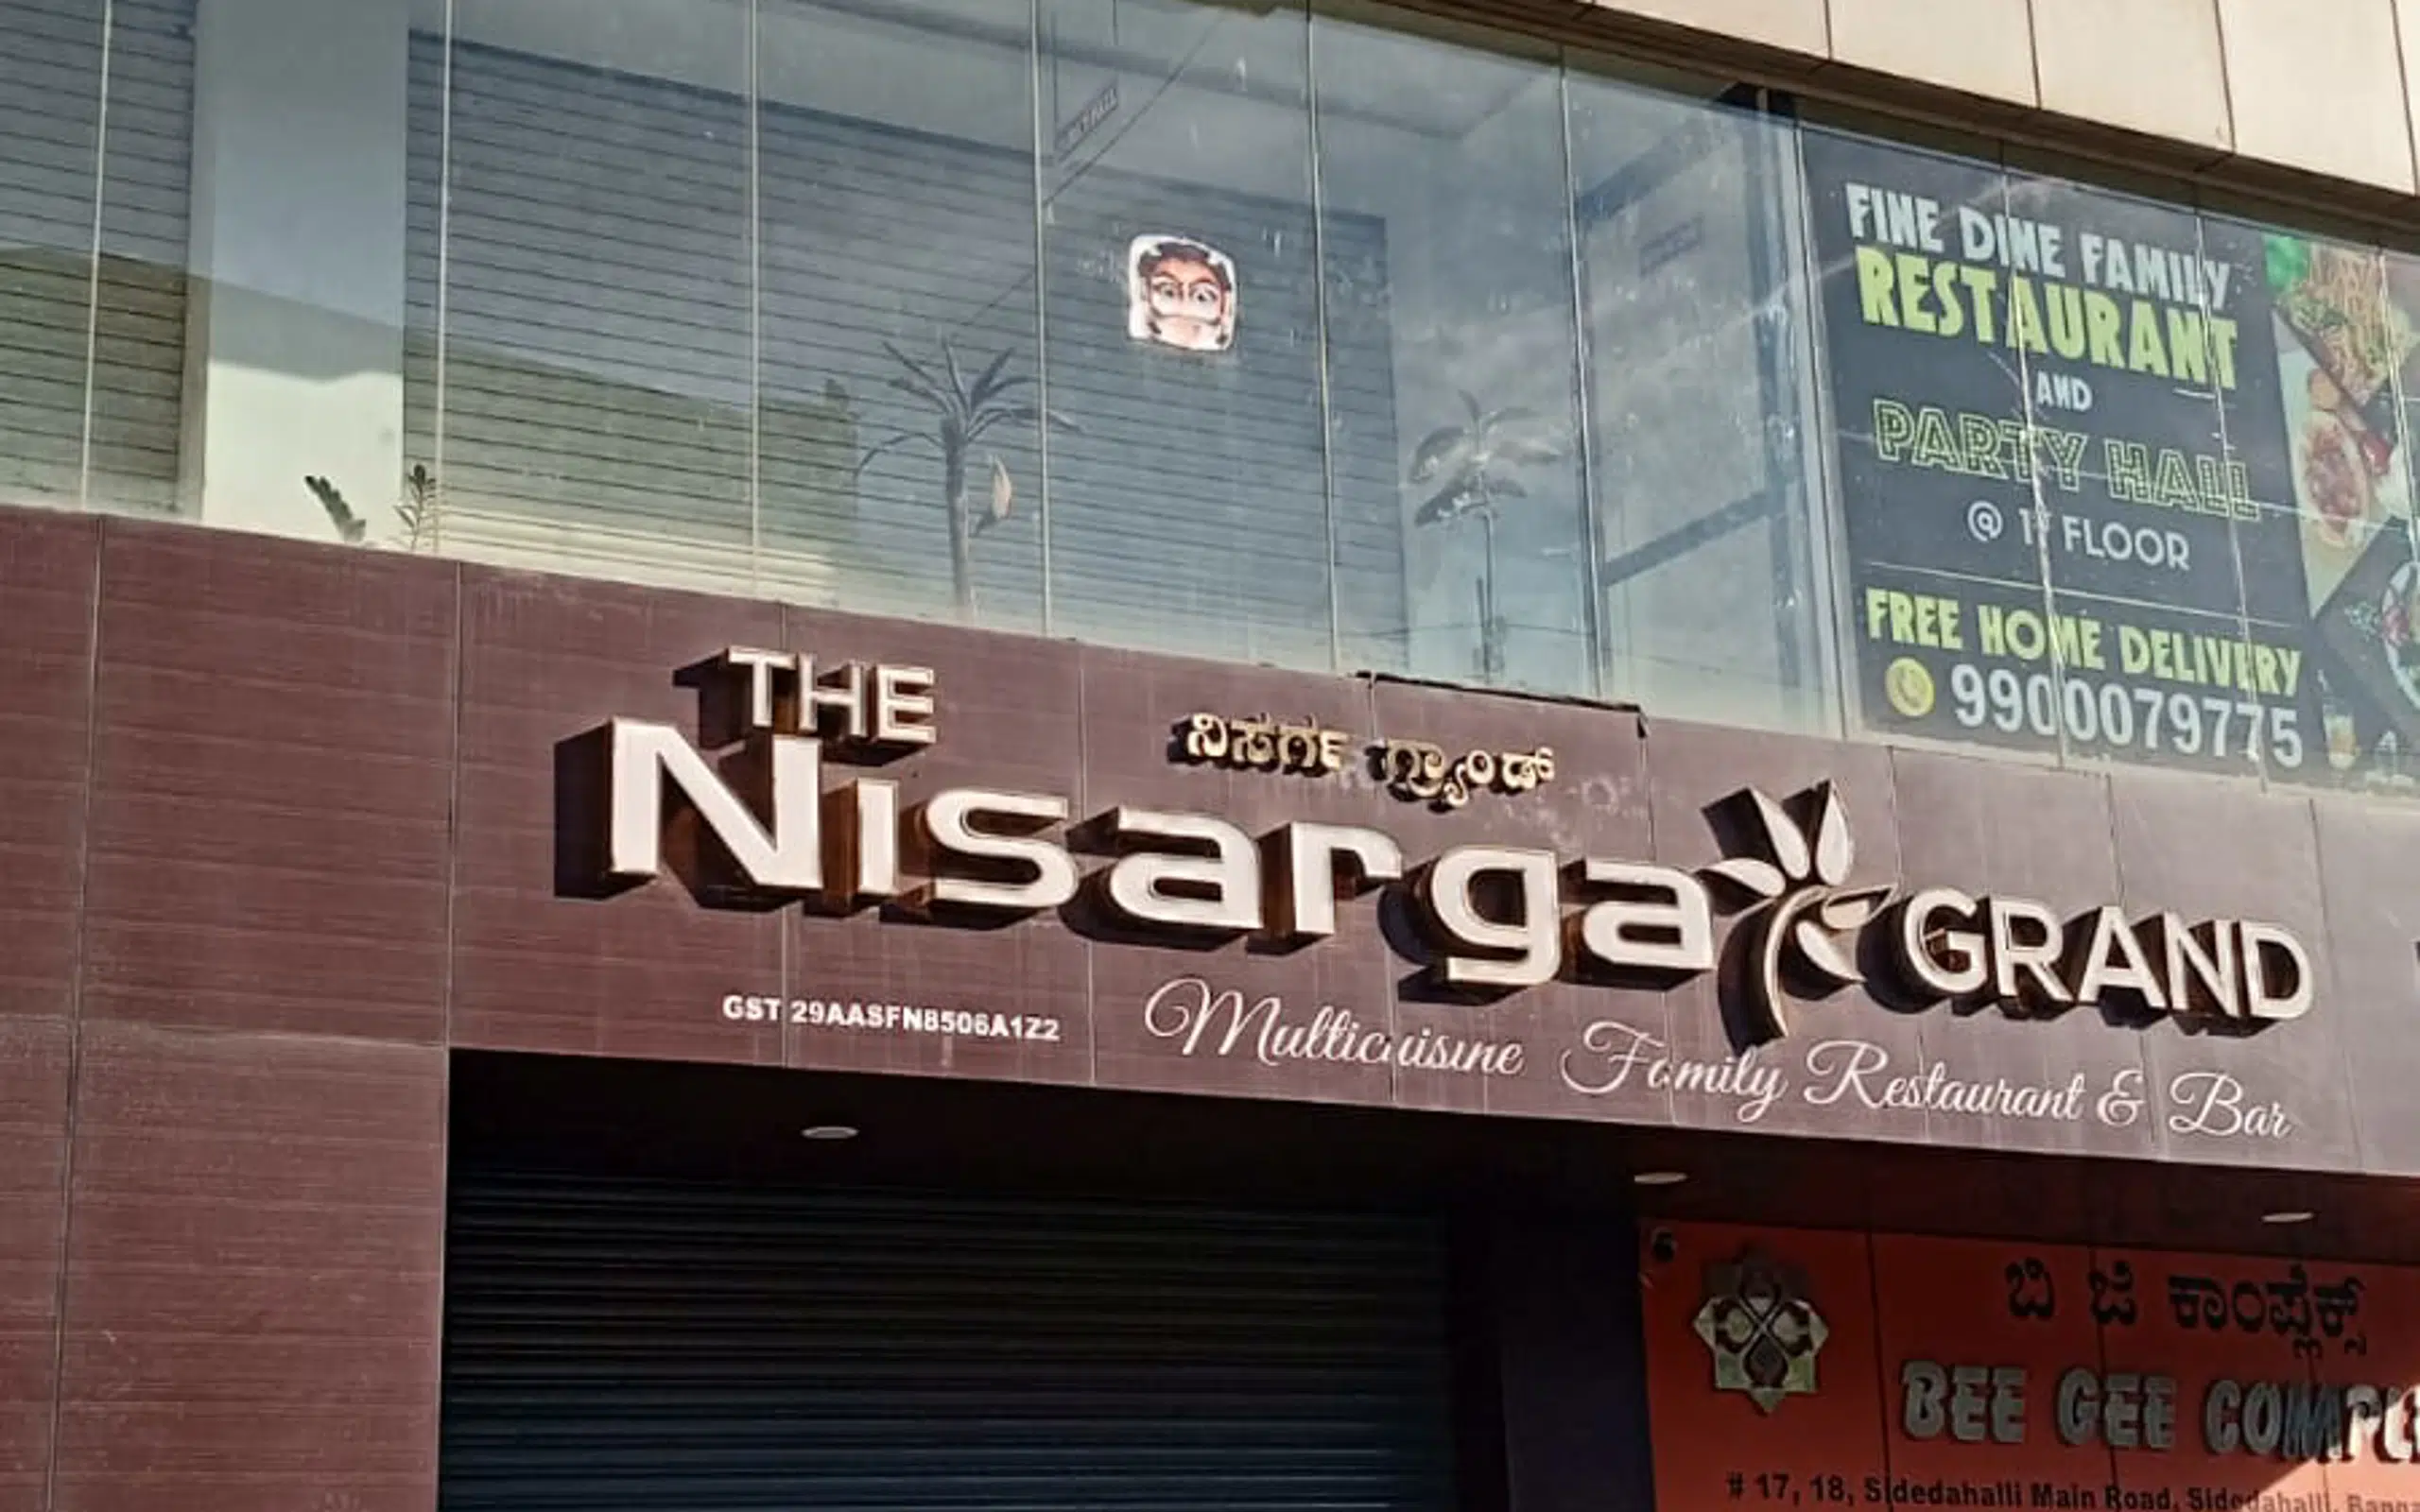 FINE DINE FAMILY
RESTAURANT
AND
PARTY HALL
@ 1st FLOOR
FREE HOME DELIVERY
9900079775
THE
ನಿಸರ್ಗ ಗ್ರ್ಯಾಂಡ್
NISARGA GRAND
GST 29AASFN8506A1Z2
Multicuisine Family Restaurant & Bar
ಬಿ ಜಿ ಕಾಂಪ್ಲೆಕ್ಸ್
BEE GEE COMPLE
# 17, 18, Sidedahalli Main Road, Sidedahalli,